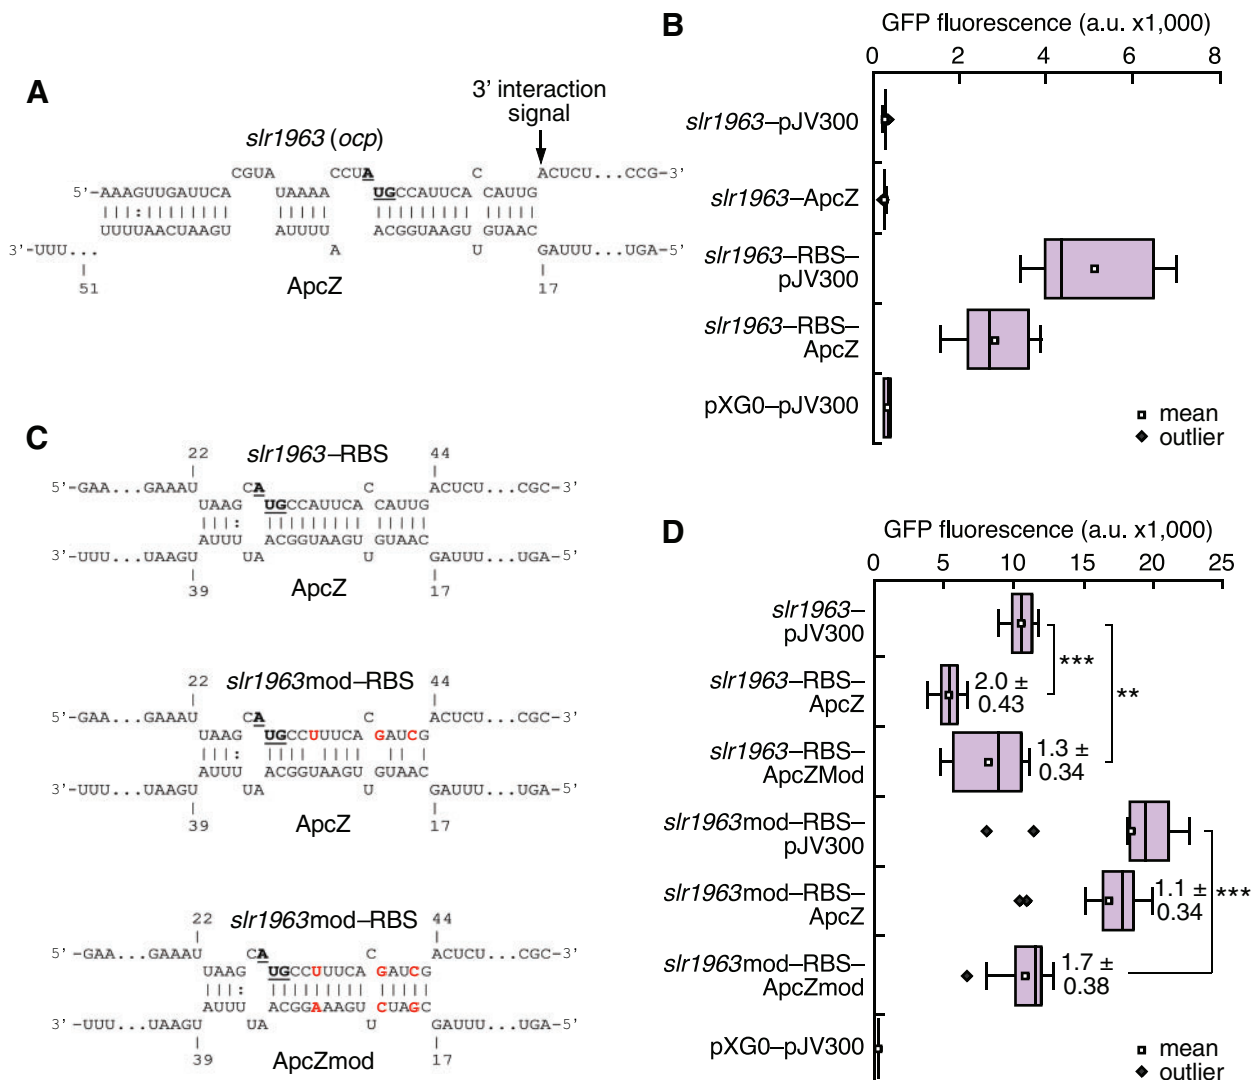 A
3' interaction
signal
slr1963 (ocp)
CGUA CCUA C ACUCU...CCG-3'
5'-AAAGUUGAUUCA UAAAA UGCCAUUCA CAUUG
|||:|||||||| ||||| ||||||||| |||||
UUUUAACUAAGU AUUUU ACGGUAAGU GUAAC
3'-UUU... A U GAUUU...UGA-5'
51 ApcZ 17
B
GFP fluorescence (a.u. x1,000)
0 2 4 6 8
slr1963–pJV300
slr1963–ApcZ
slr1963–RBS–
pJV300
slr1963–RBS–
ApcZ
pXG0–pJV300
mean
outlier
C
22 slr1963–RBS 44
5'-GAA...GAAAU CA C ACUCU...CGC-3'
UAAG UGCCAUUCA CAUUG
|||: ||||||||| |||||
AUUU ACGGUAAGU GUAAC
3'-UUU...UAAGU UA U GAUUU...UGA-5'
39 ApcZ 17
22 slr1963mod–RBS 44
5'-GAA...GAAAU CA C ACUCU...CGC-3'
UAAG UGCCUUUCA GAUCG
|||: ||||||||| || |
AUUU ACGGUAAGU GUAAC
3'-UUU...UAAGU UA U GAUUU...UGA-5'
39 ApcZ 17
22 slr1963mod–RBS 44
5' -GAA...GAAAU CA C ACUCU...CGC-3'
UAAG UGCCUUUCA GAUCG
|||: ||||||||| |||||
AUUU ACGGAAAGU CUAGC
3' -UUU...UAAGU UA U GAUUU...UGA-5'
39 ApcZmod 17
D
GFP fluorescence (a.u. x1,000)
0 5 10 15 20 25
slr1963–
pJV300
slr1963–RBS–
ApcZ
2.0 ±
0.43
***
**
slr1963–RBS–
ApcZMod
1.3 ±
0.34
slr1963mod–RBS–
pJV300
slr1963mod–RBS–
ApcZ
1.1 ±
0.34
***
slr1963mod–RBS–
ApcZmod
1.7 ±
0.38
pXG0–pJV300
mean
outlier